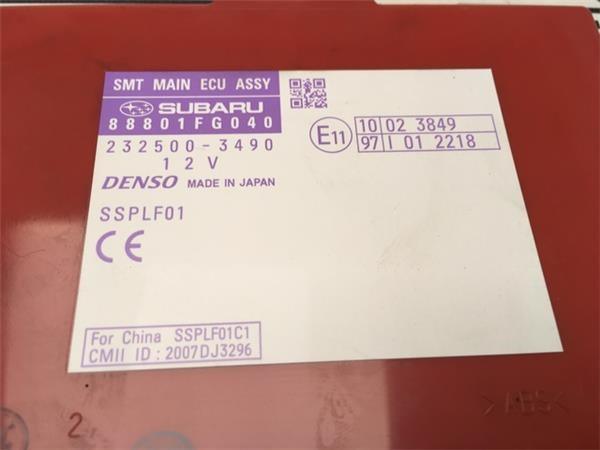 SMT MAIN ECU ASSY
SUBARU
88801FG040
232500-3490
12V
DENSO MADE IN JAPAN
SSPLF01
CE
E11
10 02 3849
97 I 01 2218
For China SSPLF01C1
CMII ID : 2007DJ3296
>ABS<
2